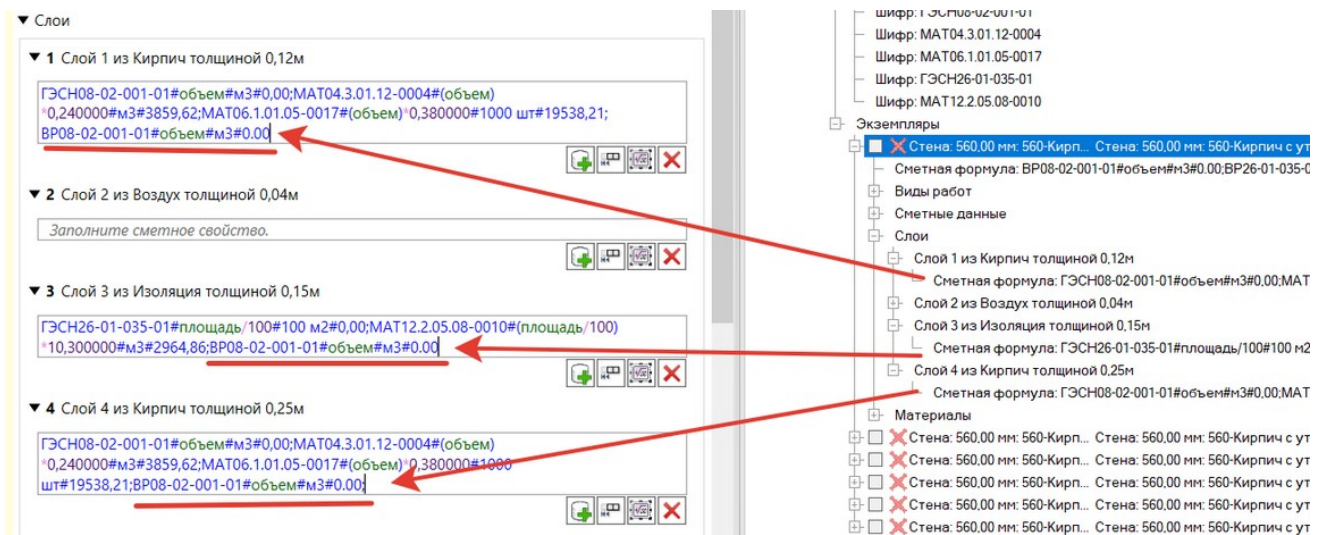 Слои
1 Слой 1 из Кирпич толщиной 0,12м
ГЭСН08-02-001-01#объем#м3#0,00;МАТ04.3.01.12-0004#(объем)
*0,240000#м3#3859,62;МАТ06.1.01.05-0017#(объем)*0,380000#1000 шт#19538,21;
ВР08-02-001-01#объем#м3#0.00
2 Слой 2 из Воздух толщиной 0,04м
Заполните сметное свойство.
3 Слой 3 из Изоляция толщиной 0,15м
ГЭСН26-01-035-01#площадь/100#100 м2#0,00;МАТ12.2.05.08-0010#(площадь/100)
*10,300000#м3#2964,86;ВР08-02-001-01#объем#м3#0.00
4 Слой 4 из Кирпич толщиной 0,25м
ГЭСН08-02-001-01#объем#м3#0,00;МАТ04.3.01.12-0004#(объем)
*0,240000#м3#3859,62;МАТ06.1.01.05-0017#(объем)*0,380000#1000
шт#19538,21;ВР08-02-001-01#объем#м3#0.00;
Шифр: ГЭСН08-02-001-01
Шифр: МАТ04.3.01.12-0004
Шифр: МАТ06.1.01.05-0017
Шифр: ГЭСН26-01-035-01
Шифр: МАТ12.2.05.08-0010
Экземпляры
Стена: 560,00 мм: 560-Кирп... Стена: 560,00 мм: 560-Кирпич с ут
Сметная формула: ВР08-02-001-01#объем#м3#0.00;ВР26-01-035-0
Виды работ
Сметные данные
Слои
Слой 1 из Кирпич толщиной 0,12м
Сметная формула: ГЭСН08-02-001-01#объем#м3#0,00;МАТ
Слой 2 из Воздух толщиной 0,04м
Слой 3 из Изоляция толщиной 0,15м
Сметная формула: ГЭСН26-01-035-01#площадь/100#100 м2
Слой 4 из Кирпич толщиной 0,25м
Сметная формула: ГЭСН08-02-001-01#объем#м3#0,00;МАТ
Материалы
Стена: 560,00 мм: 560-Кирп... Стена: 560,00 мм: 560-Кирпич с ут
Стена: 560,00 мм: 560-Кирп... Стена: 560,00 мм: 560-Кирпич с ут
Стена: 560,00 мм: 560-Кирп... Стена: 560,00 мм: 560-Кирпич с ут
Стена: 560,00 мм: 560-Кирп... Стена: 560,00 мм: 560-Кирпич с ут
Стена: 560,00 мм: 560-Кирп... Стена: 560,00 мм: 560-Кирпич с ут